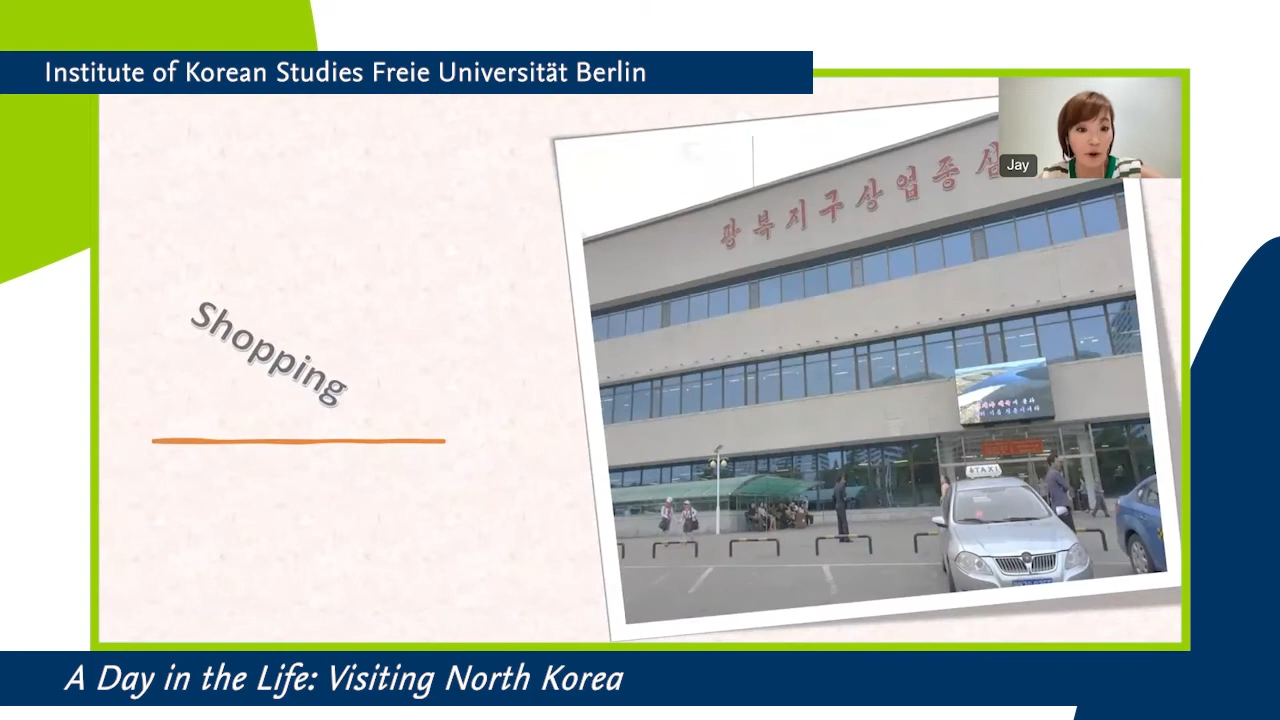 Institute of Korean Studies Freie Universität Berlin
Jay
광복지구상업중심
Shopping
TAXI
A Day in the Life: Visiting North Korea